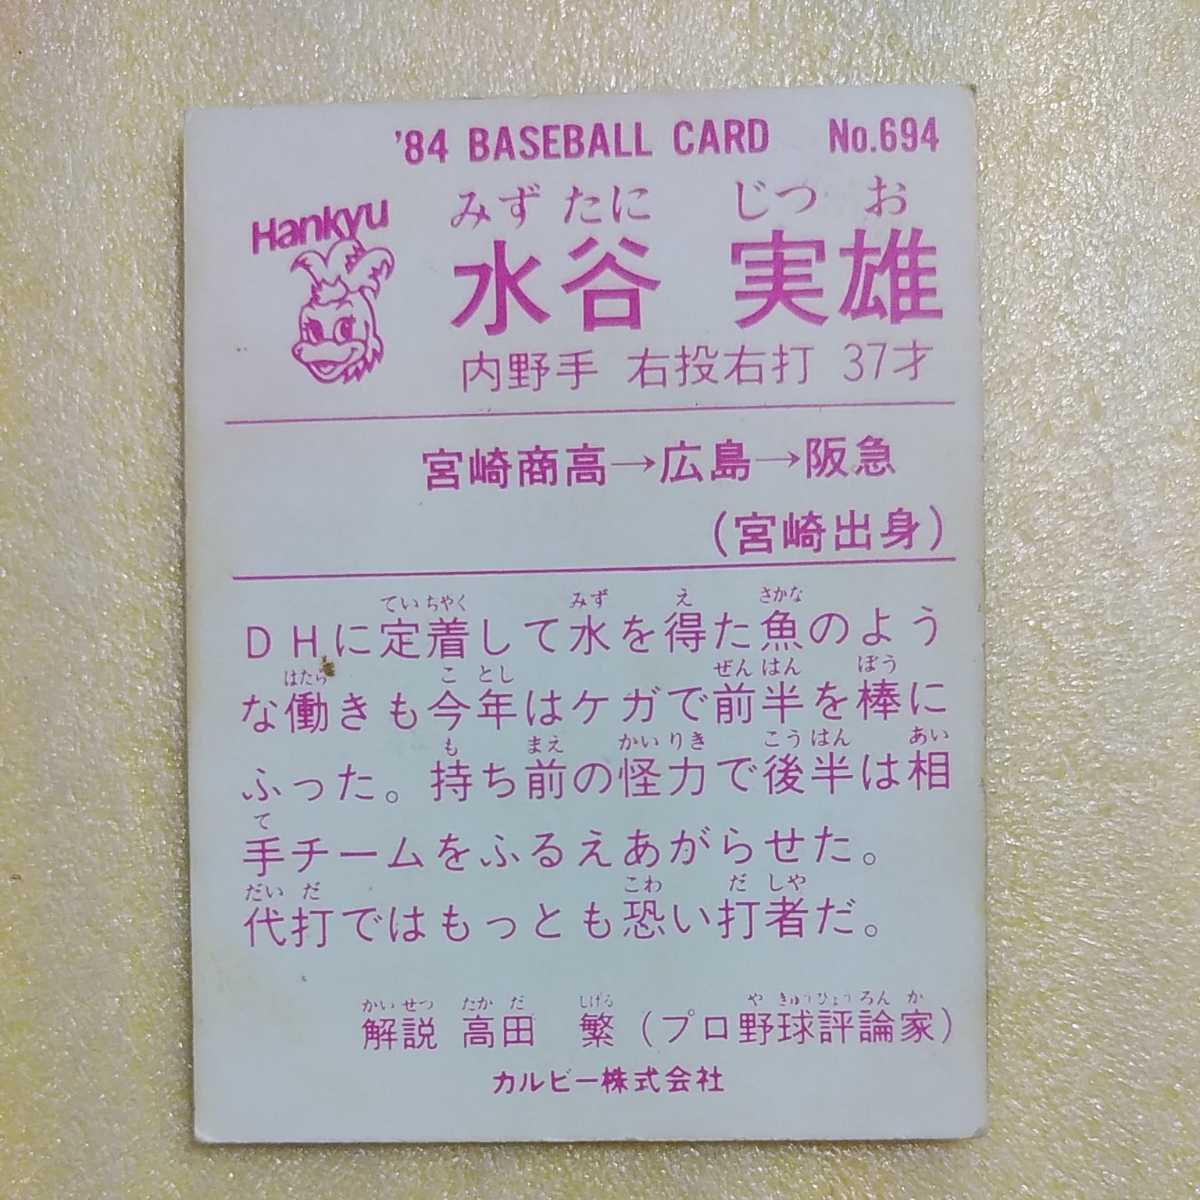 '84 BASEBALL CARD No.694
Hankyu
みずたに じつお
水谷 実雄
内野手 右投右打 37才
宮崎商高→広島→阪急
(宮崎出身)
ていちやく みず え さかな
DHに定着して水を得た魚のよう
はたら ことし ぜんはん ぼう
な働きも今年はケガで前半を棒に
も まえ かいりき こうはん あい
ふった。持ち前の怪力で後半は相
て
手チームをふるえあがらせた。
だいだ こわ だしや
代打ではもっとも恐い打者だ。
かいせつ たかだ しげる やきゅうひょうろんか
解説 高田 繁(プロ野球評論家)
カルビー株式会社